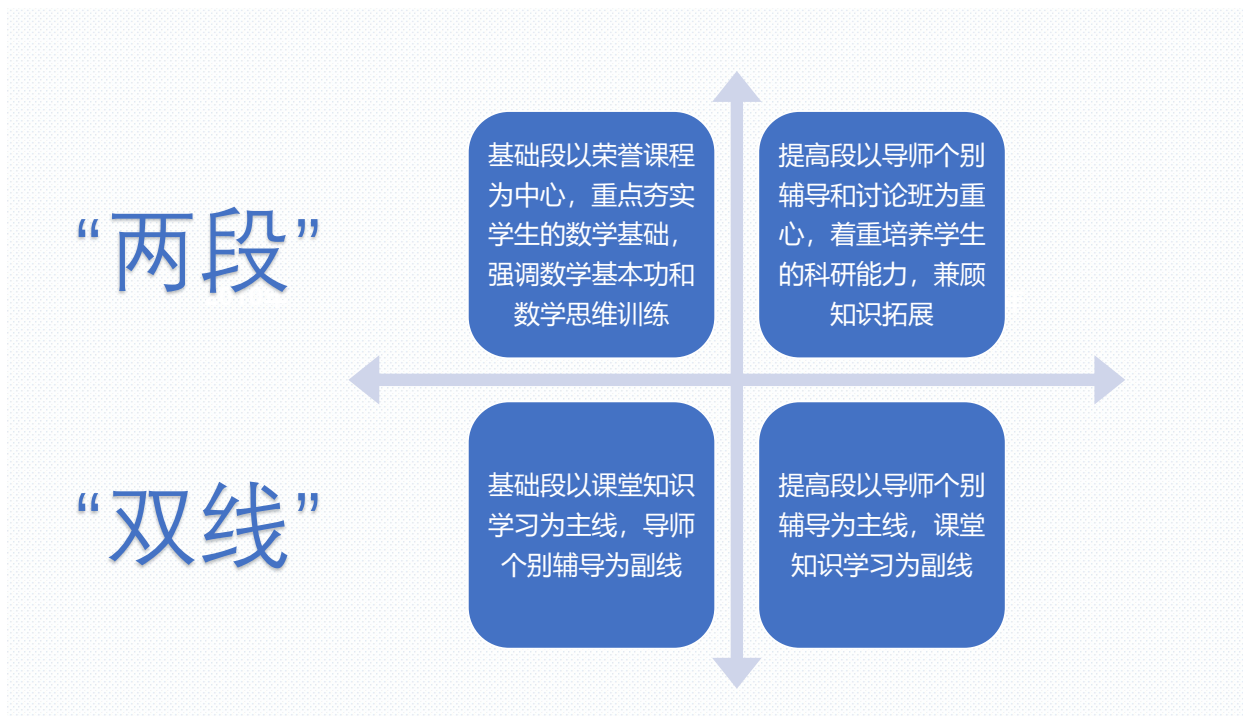 “两段”
基础段以荣誉课程
为中心，重点夯实
学生的数学基础，
强调数学基本功和
数学思维训练
提高段以导师个别
辅导和讨论班为重
心，着重培养学生
的科研能力，兼顾
知识拓展
“双线”
基础段以课堂知识
学习为主线，导师
个别辅导为副线
提高段以导师个别
辅导为主线，课堂
知识学习为副线